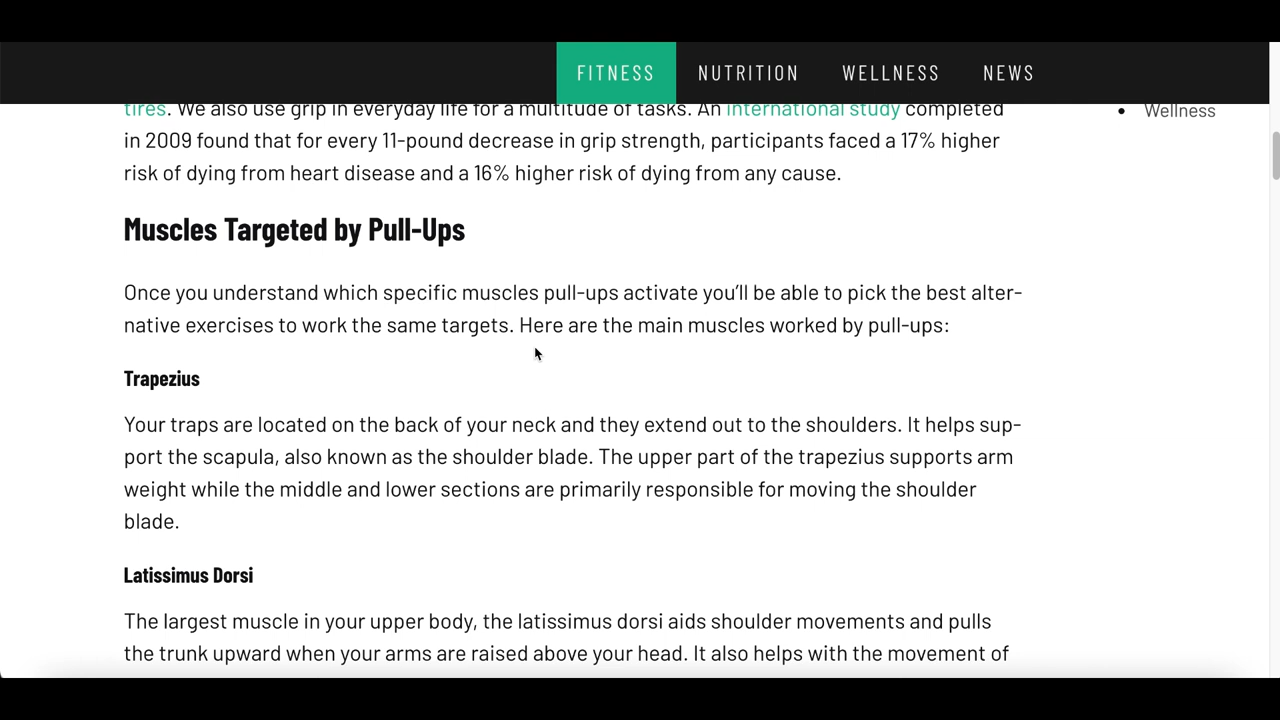 FITNESS NUTRITION WELLNESS NEWS
tires. We also use grip in everyday life for a multitude of tasks. An international study completed
• Wellness
in 2009 found that for every 11-pound decrease in grip strength, participants faced a 17% higher
risk of dying from heart disease and a 16% higher risk of dying from any cause.
Muscles Targeted by Pull-Ups
Once you understand which specific muscles pull-ups activate you’ll be able to pick the best alter-
native exercises to work the same targets. Here are the main muscles worked by pull-ups:
Trapezius
Your traps are located on the back of your neck and they extend out to the shoulders. It helps sup-
port the scapula, also known as the shoulder blade. The upper part of the trapezius supports arm
weight while the middle and lower sections are primarily responsible for moving the shoulder
blade.
Latissimus Dorsi
The largest muscle in your upper body, the latissimus dorsi aids shoulder movements and pulls
the trunk upward when your arms are raised above your head. It also helps with the movement of